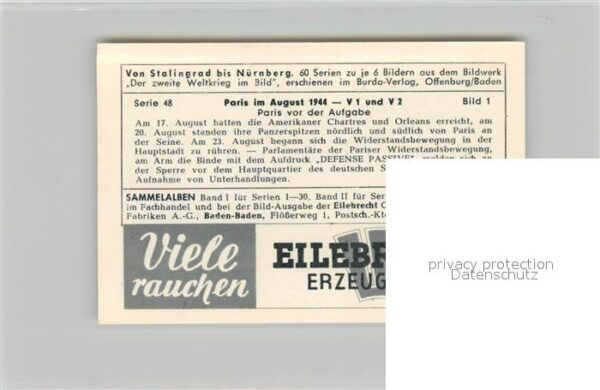 Von Stalingrad bis Nürnberg. 60 Serien zu je 6 Bildern aus dem Bildwerk
„Der zweite Weltkrieg im Bild", erschienen im Burda-Verlag, Offenburg/Baden
Serie 48 Paris im August 1944 — V 1 und V 2 Bild 1
Paris vor der Aufgabe
Am 17. August hatten die Amerikaner Chartres und Orleans erreicht, am
20. August standen ihre Panzerspitzen nördlich und südlich von Paris an
der Seine. Am 23. August begann sich die Widerstandsbewegung in der
Hauptstadt zu rühren. — Parlamentäre der Pariser Widerstandsbewegung,
am Arm die Binde mit dem Aufdruck „DEFENSE PASSIVE", melden sich an
der Sperre vor dem Hauptquartier des deutschen S
Aufnahme von Unterhandlungen.
SAMMELALBEN Band I für Serien 1—30, Band II für Ser
im Fachhandel und bei der Bild-Ausgabe der Eilebrecht C
Fabriken A.-G., Baden-Baden, Flößerweg 1, Postsch.-Kt
Viele
rauchen
EILEBR
ERZEUG
privacy protection
Datenschutz